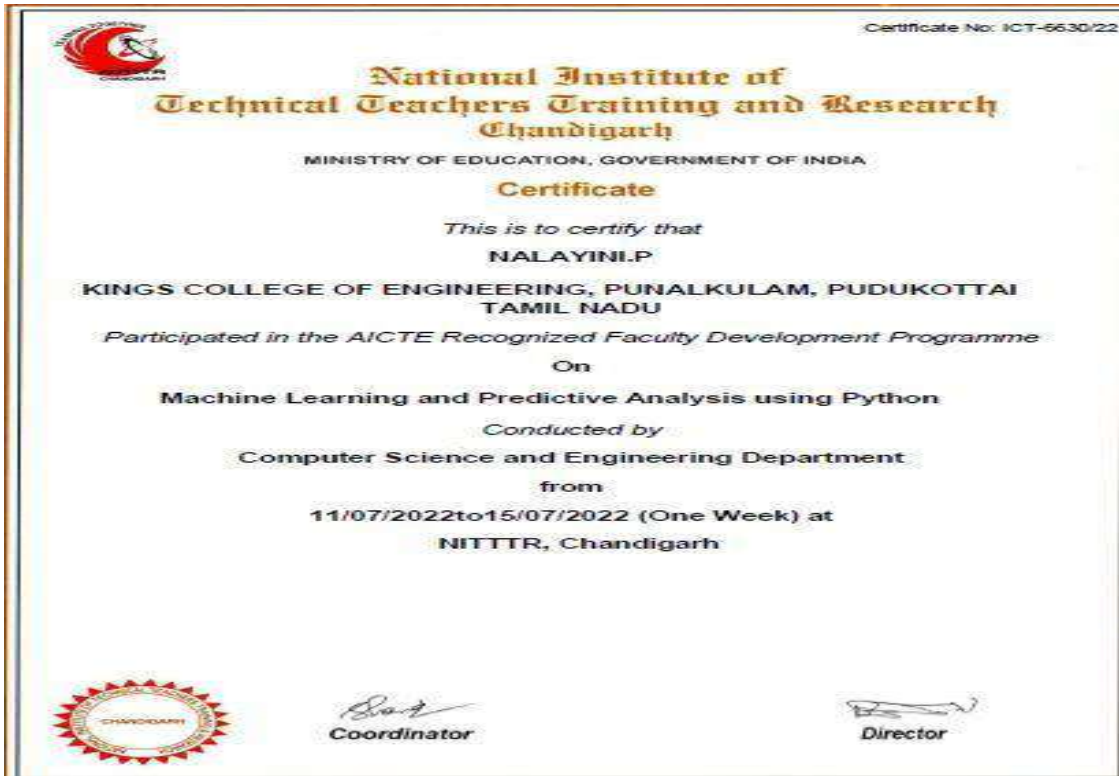 Certificate No: ICT-5530/22
CHANDIGARH
National Institute of
Technical Teachers Training and Research
Chandigarh
MINISTRY OF EDUCATION, GOVERNMENT OF INDIA
Certificate
This is to certify that
NALAYINI.P
KINGS COLLEGE OF ENGINEERING, PUNALKULAM, PUDUKOTTAI
TAMIL NADU
Participated in the AICTE Recognized Faculty Development Programme
On
Machine Learning and Predictive Analysis using Python
Conducted by
Computer Science and Engineering Department
from
11/07/2022to15/07/2022 (One Week) at
NITTTR, Chandigarh
CHANDIGARH
Coordinator
Director